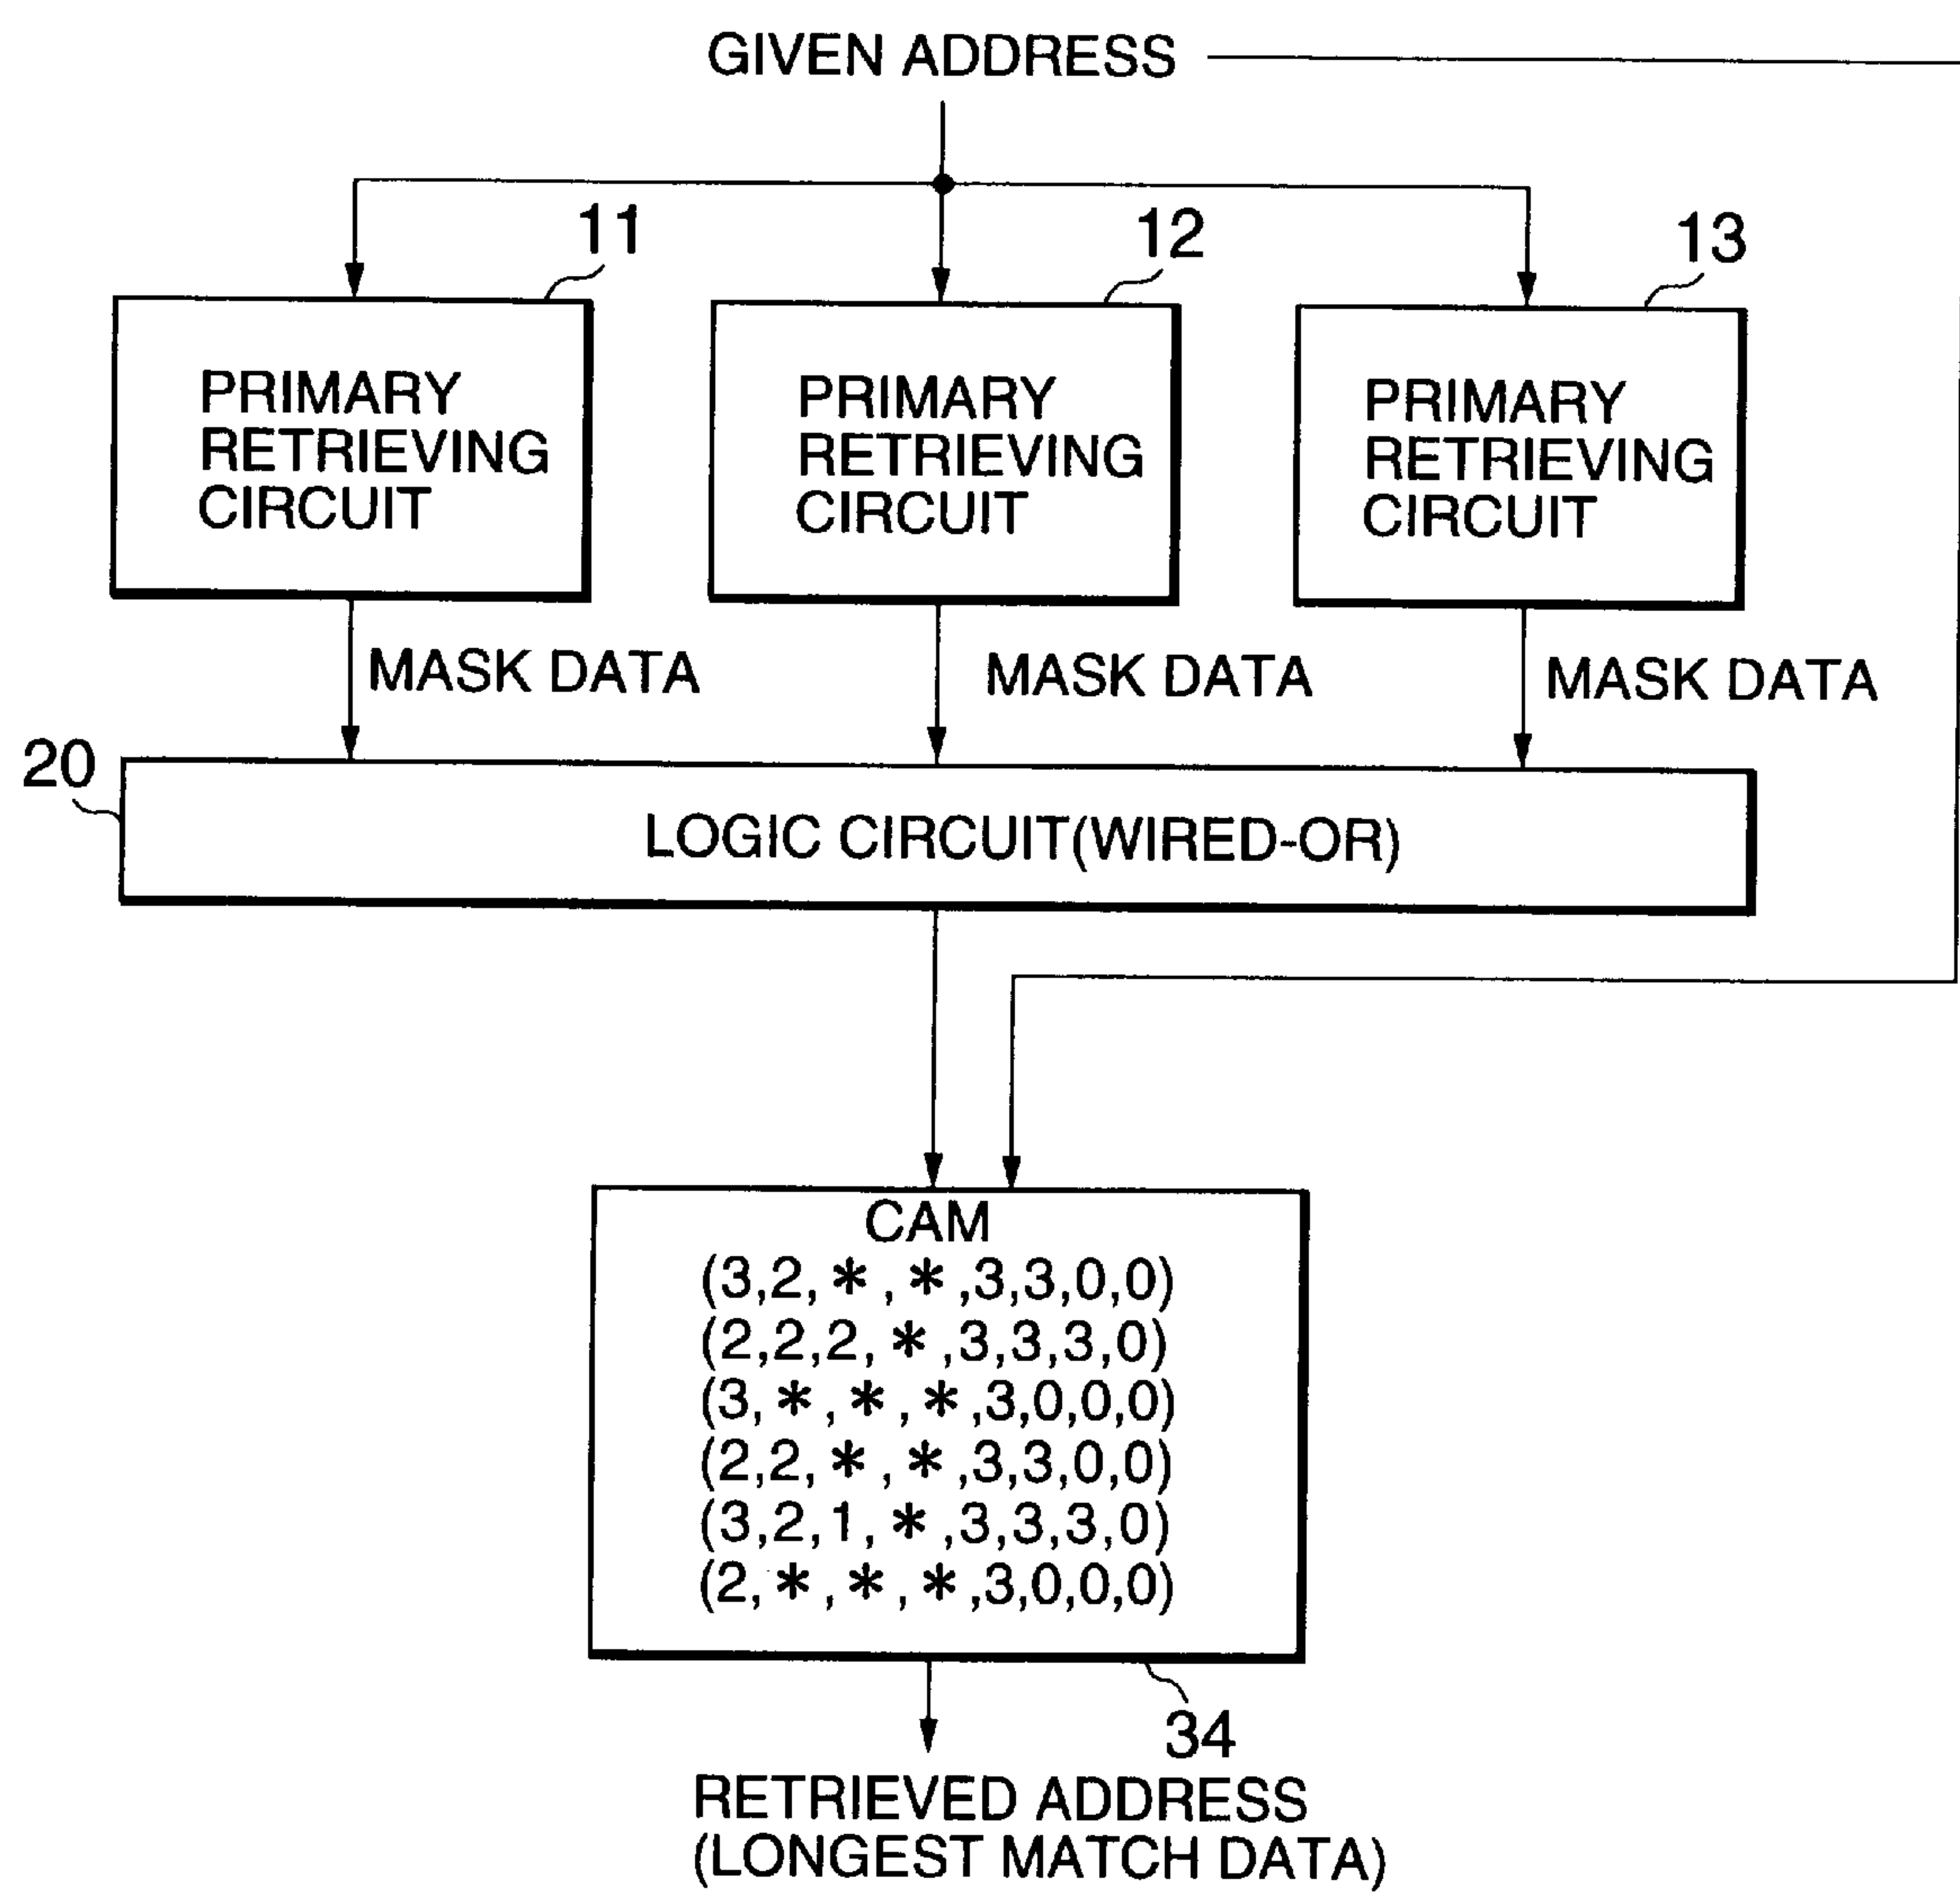 GIVEN ADDRESS
11
12
13
PRIMARY
RETRIEVING
CIRCUIT
PRIMARY
RETRIEVING
CIRCUIT
PRIMARY
RETRIEVING
CIRCUIT
MASK DATA
MASK DATA
MASK DATA
20
LOGIC CIRCUIT(WIRED-OR)
CAM
(3,2,*,*,3,3,0,0)
(2,2,2,*,3,3,3,0)
(3,*,*,*,3,0,0,0)
(2,2,*,*,3,3,0,0)
(3,2,1,*,3,3,3,0)
(2,*,*,*,3,0,0,0)
34
RETRIEVED ADDRESS
(LONGEST MATCH DATA)